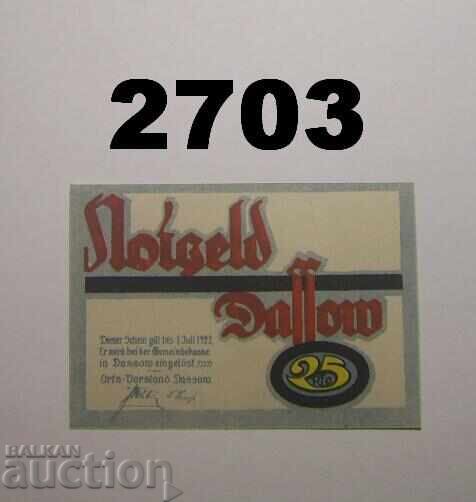 2703
Notgeld
Dassow
Dieser Schein gilt bis 1 Juli 1922
Er wird bei der Gemeindekasse
in Dassow eingelöst
Orts-Vorstand Dassow
25
BALKAN
auction